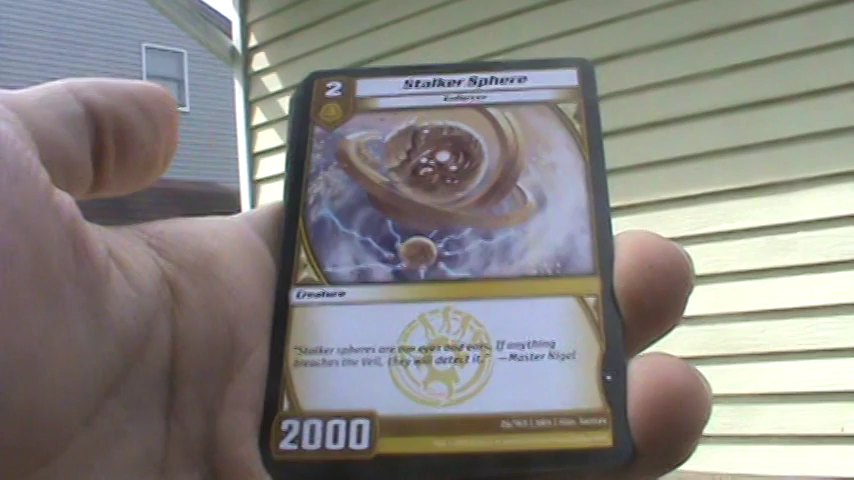 2
Stalker Sphere
Enforcer
Creature
"Stalker spheres are our eyes and ears. If anything
breaches the Veil, they will detect it." —Master Nigel
2000